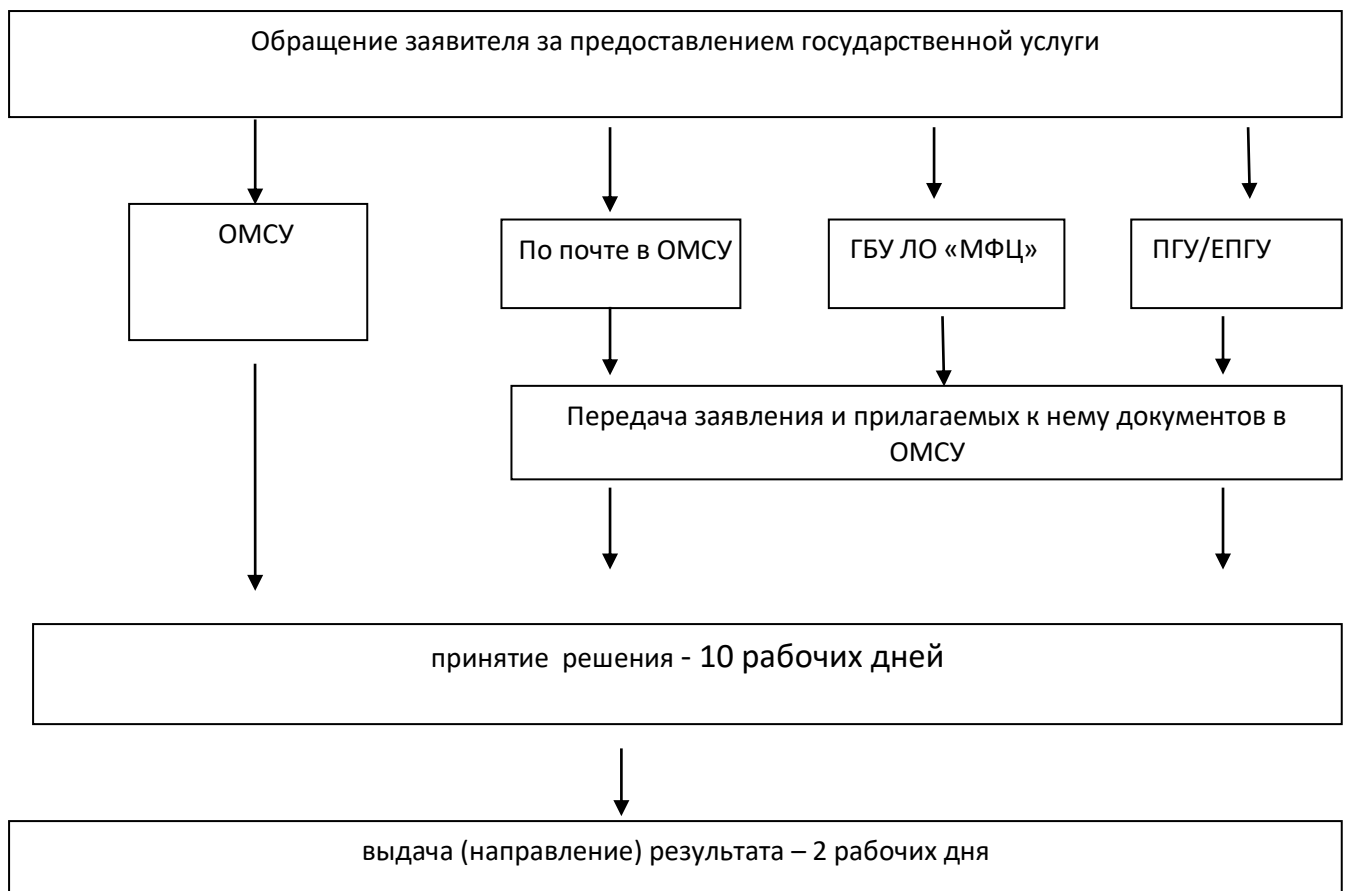 Обращение заявителя за предоставлением государственной услуги
ОМСУ
По почте в ОМСУ
ГБУ ЛО «МФЦ»
ПГУ/ЕПГУ
Передача заявления и прилагаемых к нему документов в
ОМСУ
принятие решения - 10 рабочих дней
выдача (направление) результата – 2 рабочих дня